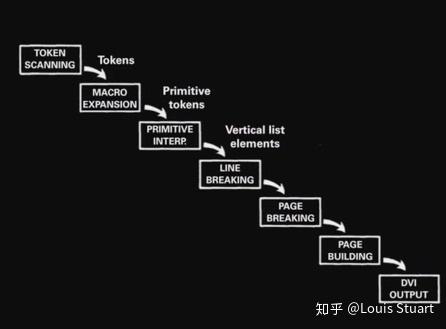 TOKEN
SCANNING
Tokens
MACRO
EXPANSION
Primitive
tokens
PRIMITIVE
INTERP.
Vertical list
elements
LINE
BREAKING
PAGE
BREAKING
PAGE
BUILDING
DVI
OUTPUT
知乎 @Louis Stuart